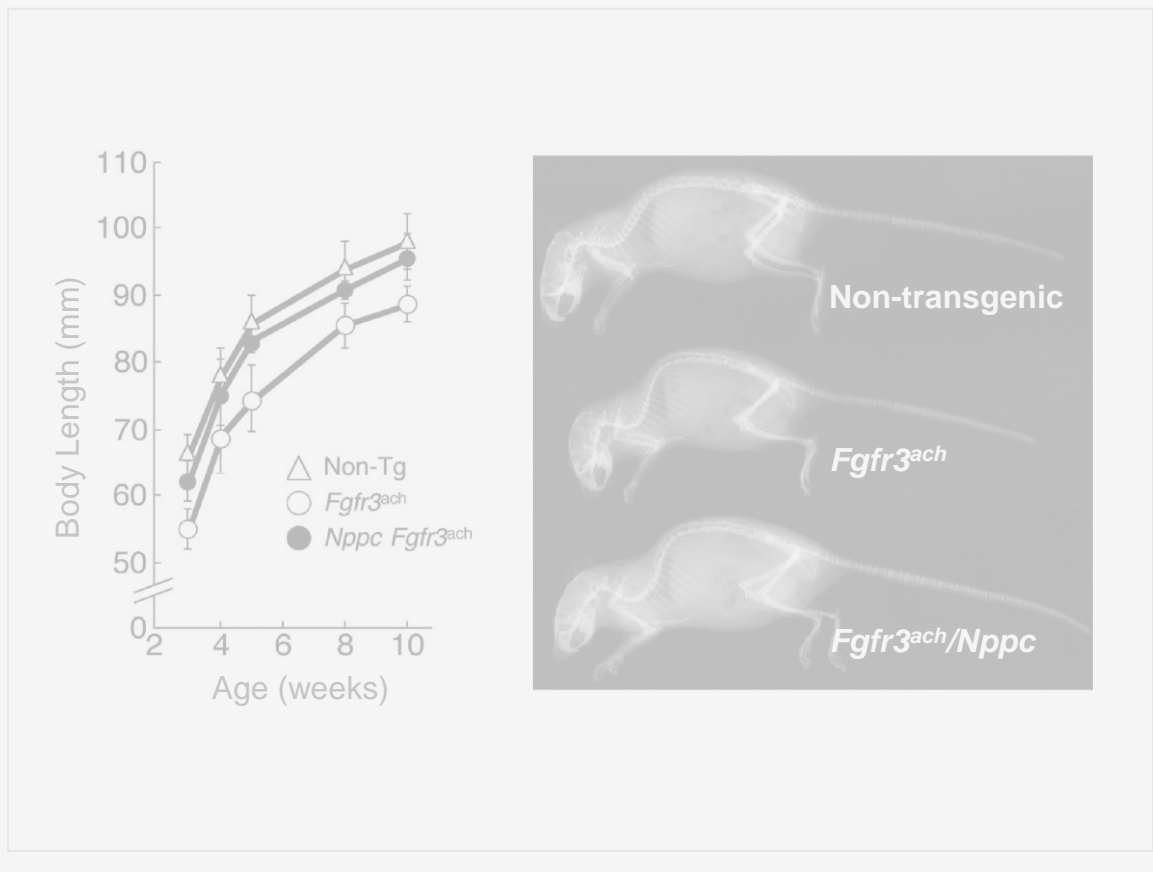 110
100
90
80
70
60
50
0
2 4 6 8 10
Body Length (mm)
Age (weeks)
Non-Tg
Fgfr3ach
Nppc Fgfr3ach
Non-transgenic
Fgfr3ach
Fgfr3ach/Nppc